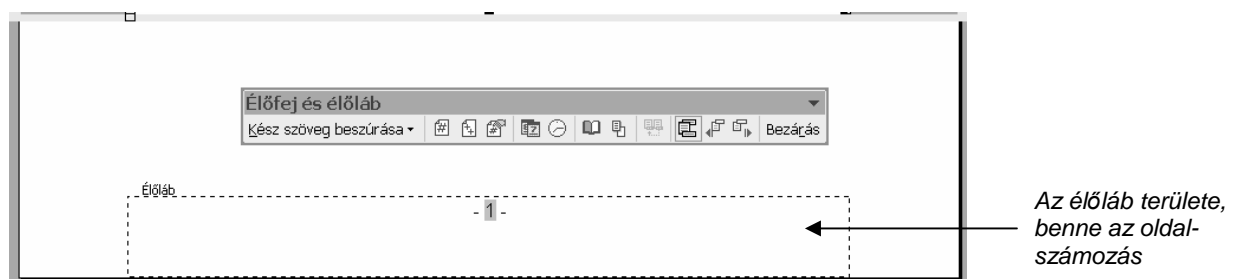 Élőfej és élőláb
Kész szöveg beszúrása
Bezárás
Élőláb
- 1 -
Az élőláb területe,
benne az oldal-
számozás